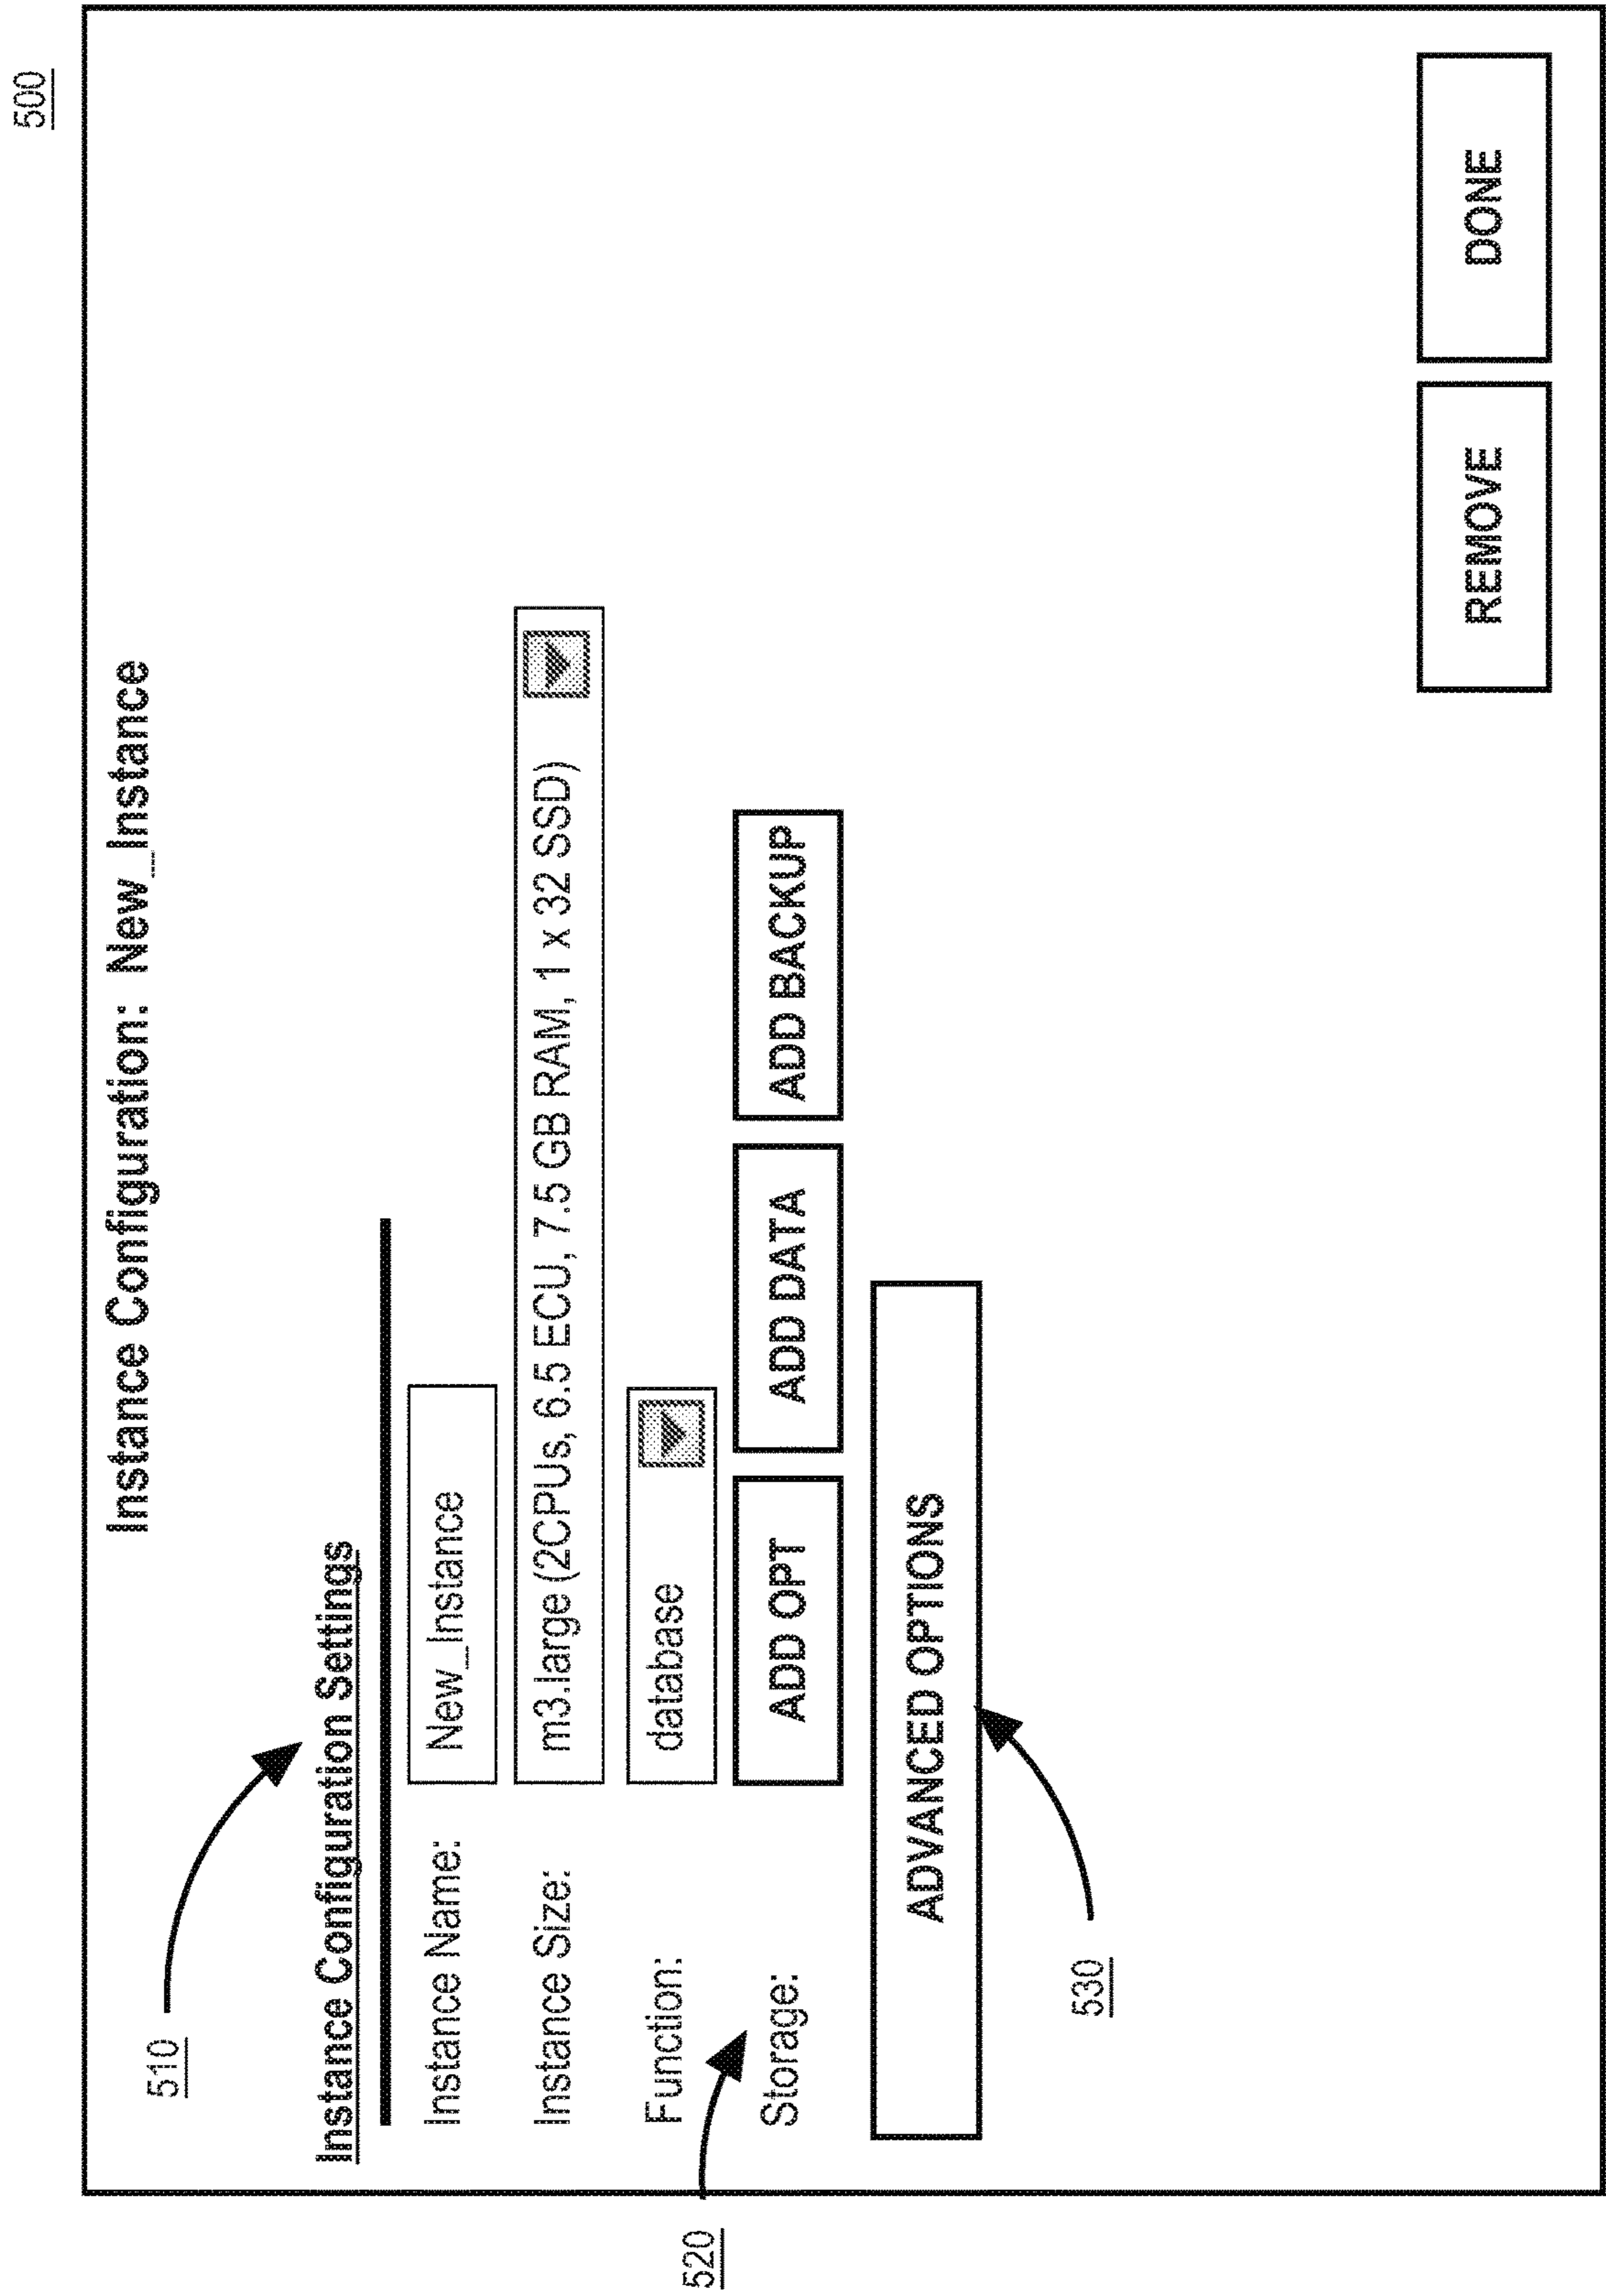 500
Instance Configuration: New_Instance
510
Instance Configuration Settings
Instance Name: New_Instance
Instance Size: m3.large (2CPUs, 6.5 ECU, 7.5 GB RAM, 1 x 32 SSD)
Function: database
520
Storage: ADD OPT ADD DATA ADD BACKUP
ADVANCED OPTIONS
530
REMOVE DONE